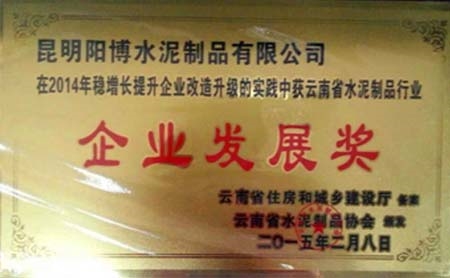 昆明阳博水泥制品有限公司
在2014年稳增长提升企业改造升级的实践中获云南省水泥制品行业
企业发展奖
云南省住房和城乡建设厅 备案
云南省水泥制品协会 颁发
二〇一五年二月八日